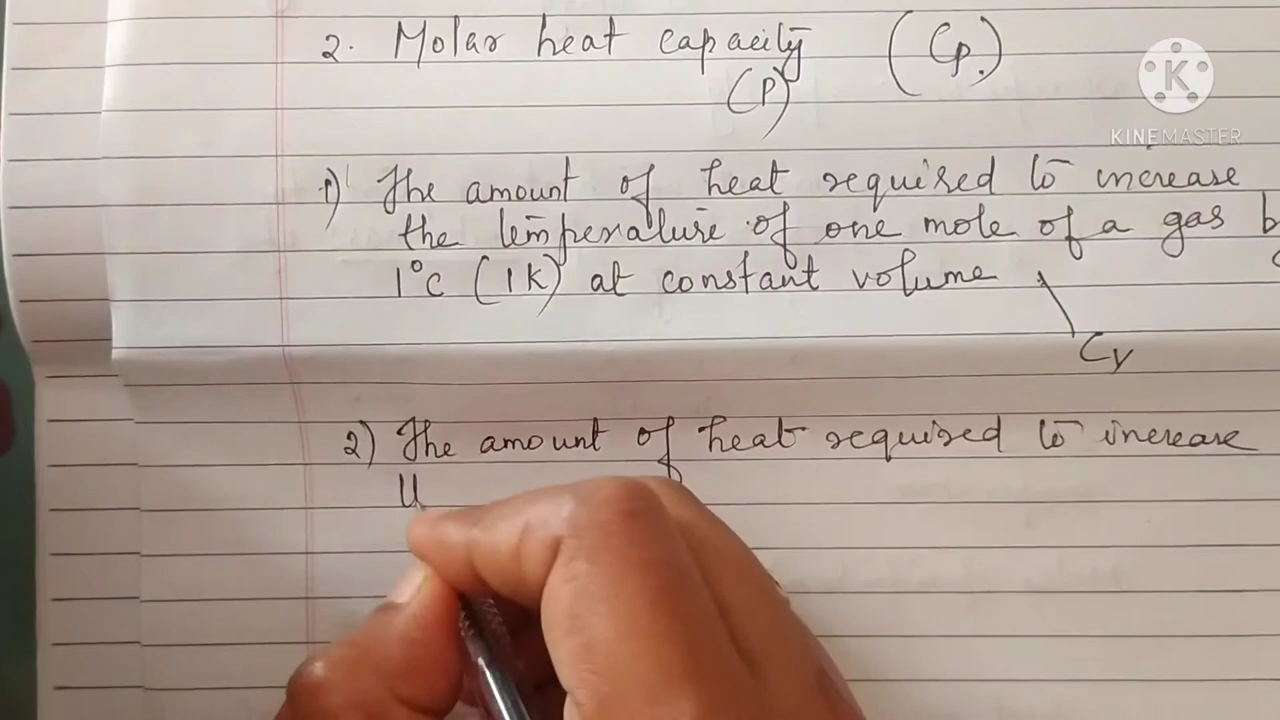 2. Molar heat capacity (Cp.)
(P)
KINEMASTER
1) The amount of heat required to increase
the temperature of one mole of a gas b
1°C (1K) at constant volume
Cv
2) The amount of heat required to increase